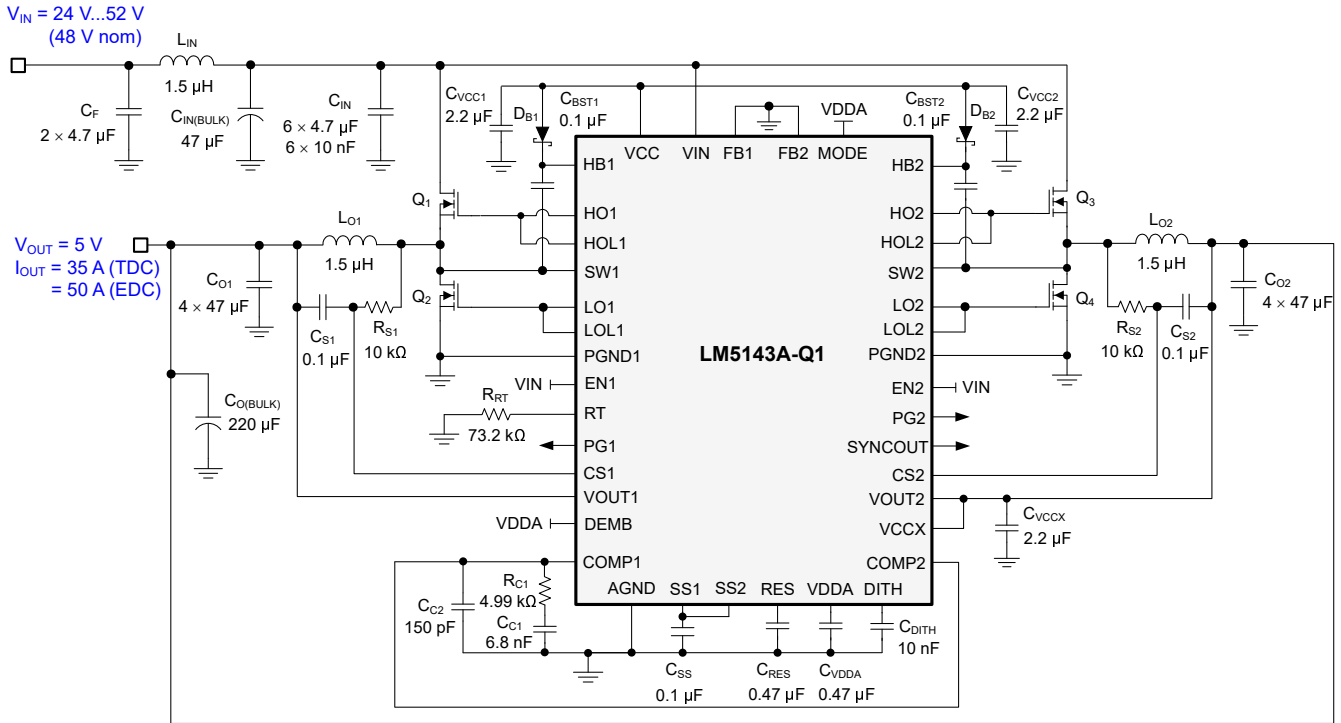 V_IN = 24 V...52 V
(48 V nom)
L_IN
1.5 µH
C_F
2 × 4.7 µF
C_IN(BULK)
47 µF
C_IN
6 × 4.7 µF
6 × 10 nF
C_VCC1
2.2 µF
D_B1
C_BST1
0.1 µF
VDDA
C_BST2
0.1 µF
D_B2
C_VCC2
2.2 µF
VCC
VIN
FB1
FB2
MODE
HB1
HB2
Q_1
HO1
HO2
Q_3
HOL1
HOL2
L_O1
1.5 µH
L_O2
1.5 µH
V_OUT = 5 V
I_OUT = 35 A (TDC)
= 50 A (EDC)
SW1
SW2
C_O1
4 × 47 µF
Q_2
LO1
LO2
Q_4
C_O2
4 × 47 µF
LOL1
LOL2
C_S1
0.1 µF
R_S1
10 kΩ
R_S2
10 kΩ
C_S2
0.1 µF
LM5143A-Q1
PGND1
PGND2
VIN
EN1
EN2
VIN
R_RT
73.2 kΩ
RT
PG2
C_O(BULK)
220 µF
PG1
SYNCOUT
CS1
CS2
VOUT1
VOUT2
VDDA
DEMB
VCCX
C_VCCX
2.2 µF
COMP1
COMP2
R_C1
4.99 kΩ
C_C2
150 pF
C_C1
6.8 nF
AGND
SS1
SS2
RES
VDDA
DITH
C_DITH
10 nF
C_SS
0.1 µF
C_RES
0.47 µF
C_VDDA
0.47 µF